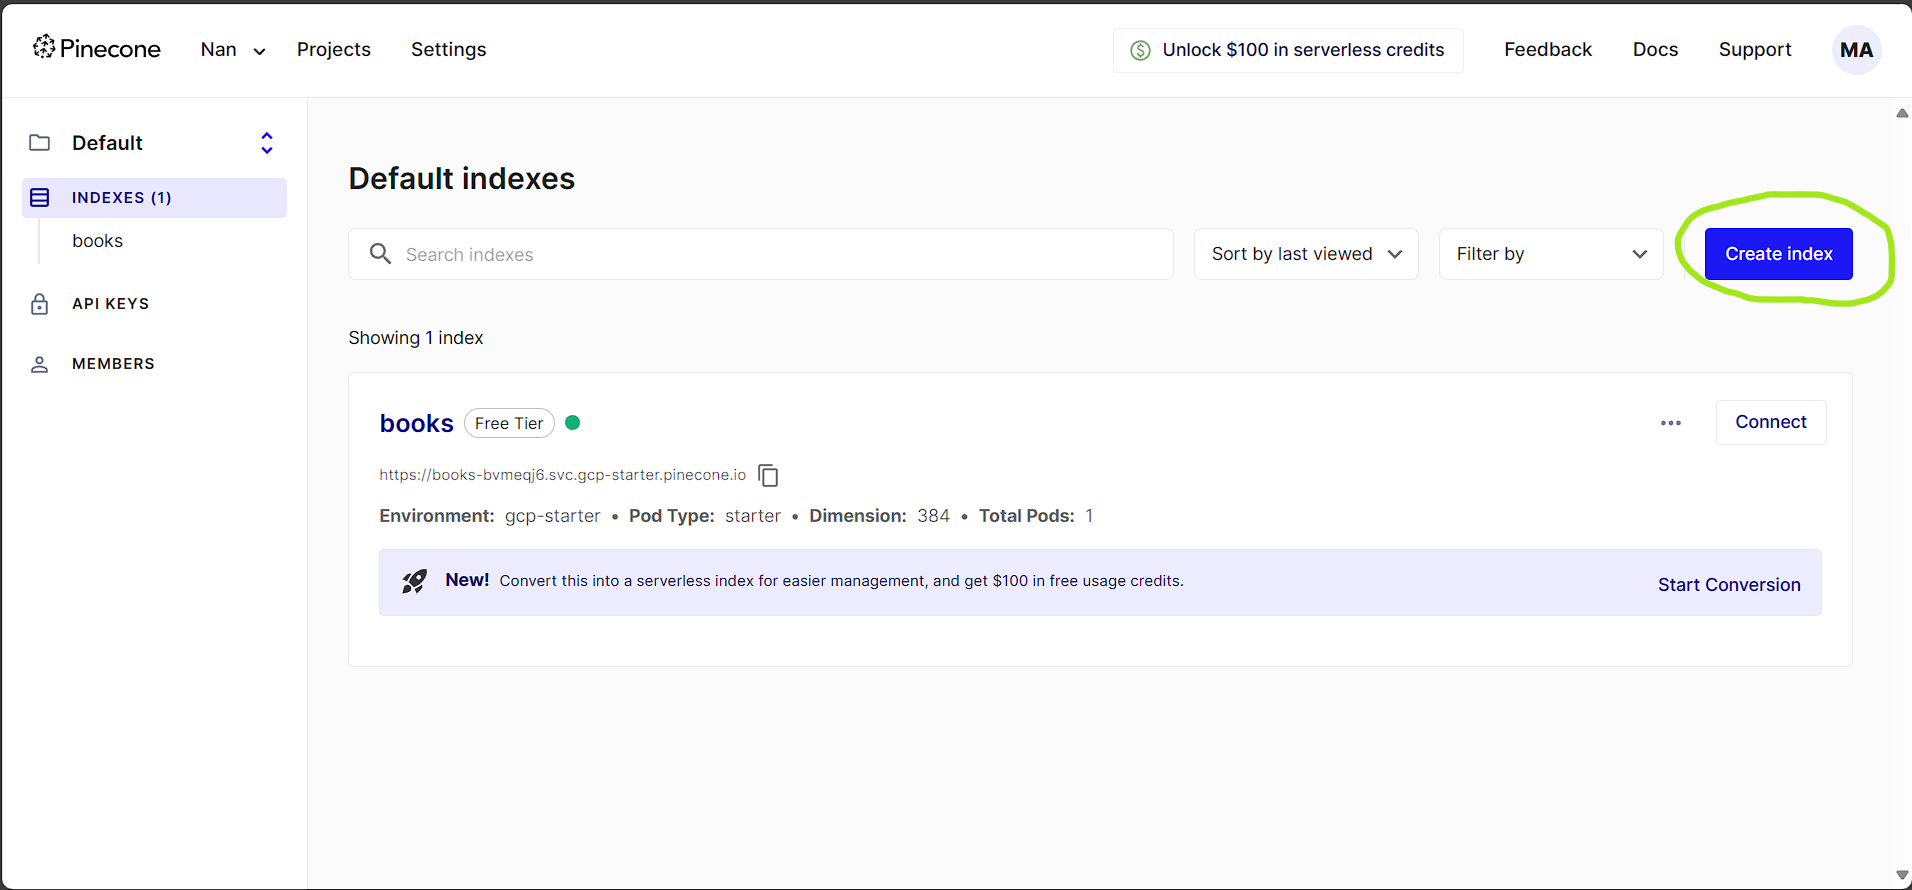 Pinecone Nan Projects Settings Unlock $100 in serverless credits Feedback Docs Support MA
Default
INDEXES (1)
books
API KEYS
MEMBERS
Default indexes
Search indexes Sort by last viewed Filter by Create index
Showing 1 index
books Free Tier Connect
https://books-bvmeqj6.svc.gcp-starter.pinecone.io
Environment: gcp-starter • Pod Type: starter • Dimension: 384 • Total Pods: 1
New! Convert this into a serverless index for easier management, and get $100 in free usage credits. Start Conversion